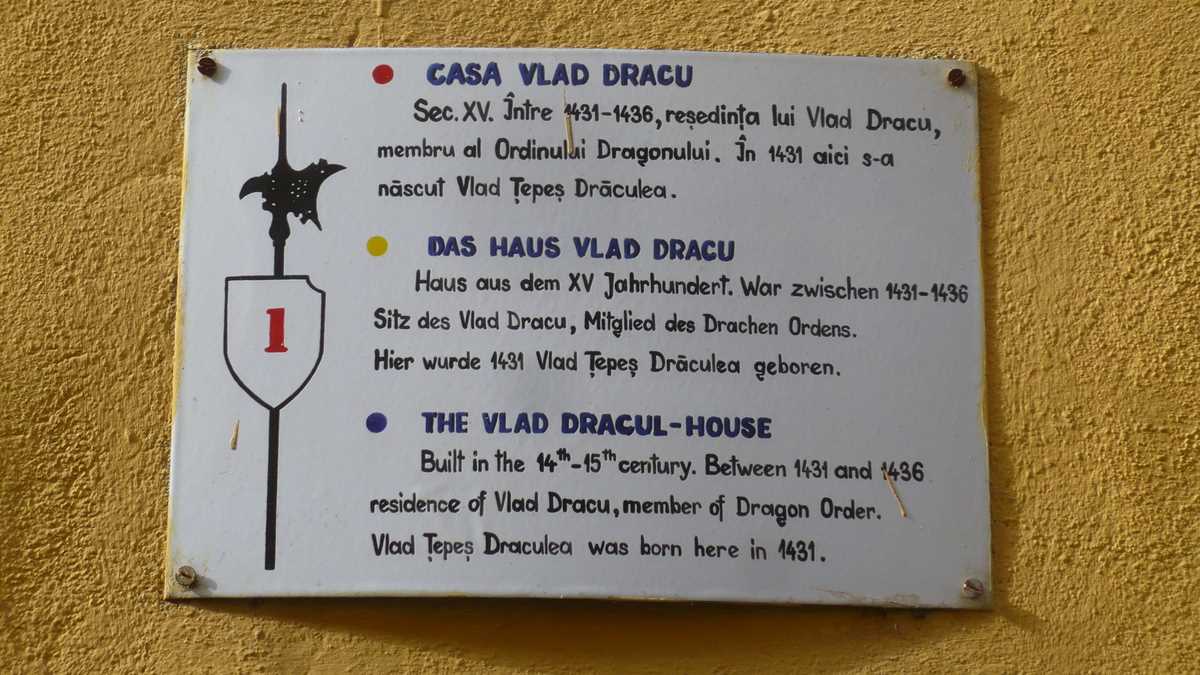 CASA VLAD DRACU
Sec. XV. Între 1431-1436, reședința lui Vlad Dracu,
membru al Ordinului Dragonului. În 1431 aici s-a
născut Vlad Țepeș Drăculea.
DAS HAUS VLAD DRACU
Haus aus dem XV Jahrhundert. War zwischen 1431-1436
Sitz des Vlad Dracu, Mitglied des Drachen Ordens.
Hier wurde 1431 Vlad Țepeș Drăculea geboren.
1
THE VLAD DRACUL-HOUSE
Built in the 14th-15th century. Between 1431 and 1436
residence of Vlad Dracu, member of Dragon Order.
Vlad Țepeș Draculea was born here in 1431.